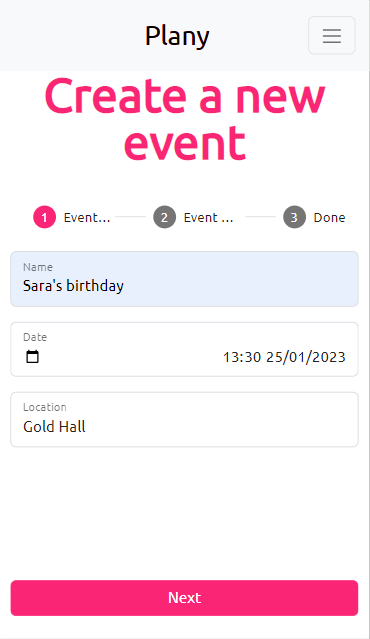 Plany
Create a new
event
1 Event... 2 Event ... 3 Done
Name
Sara's birthday
Date
13:30 25/01/2023
Location
Gold Hall
Next